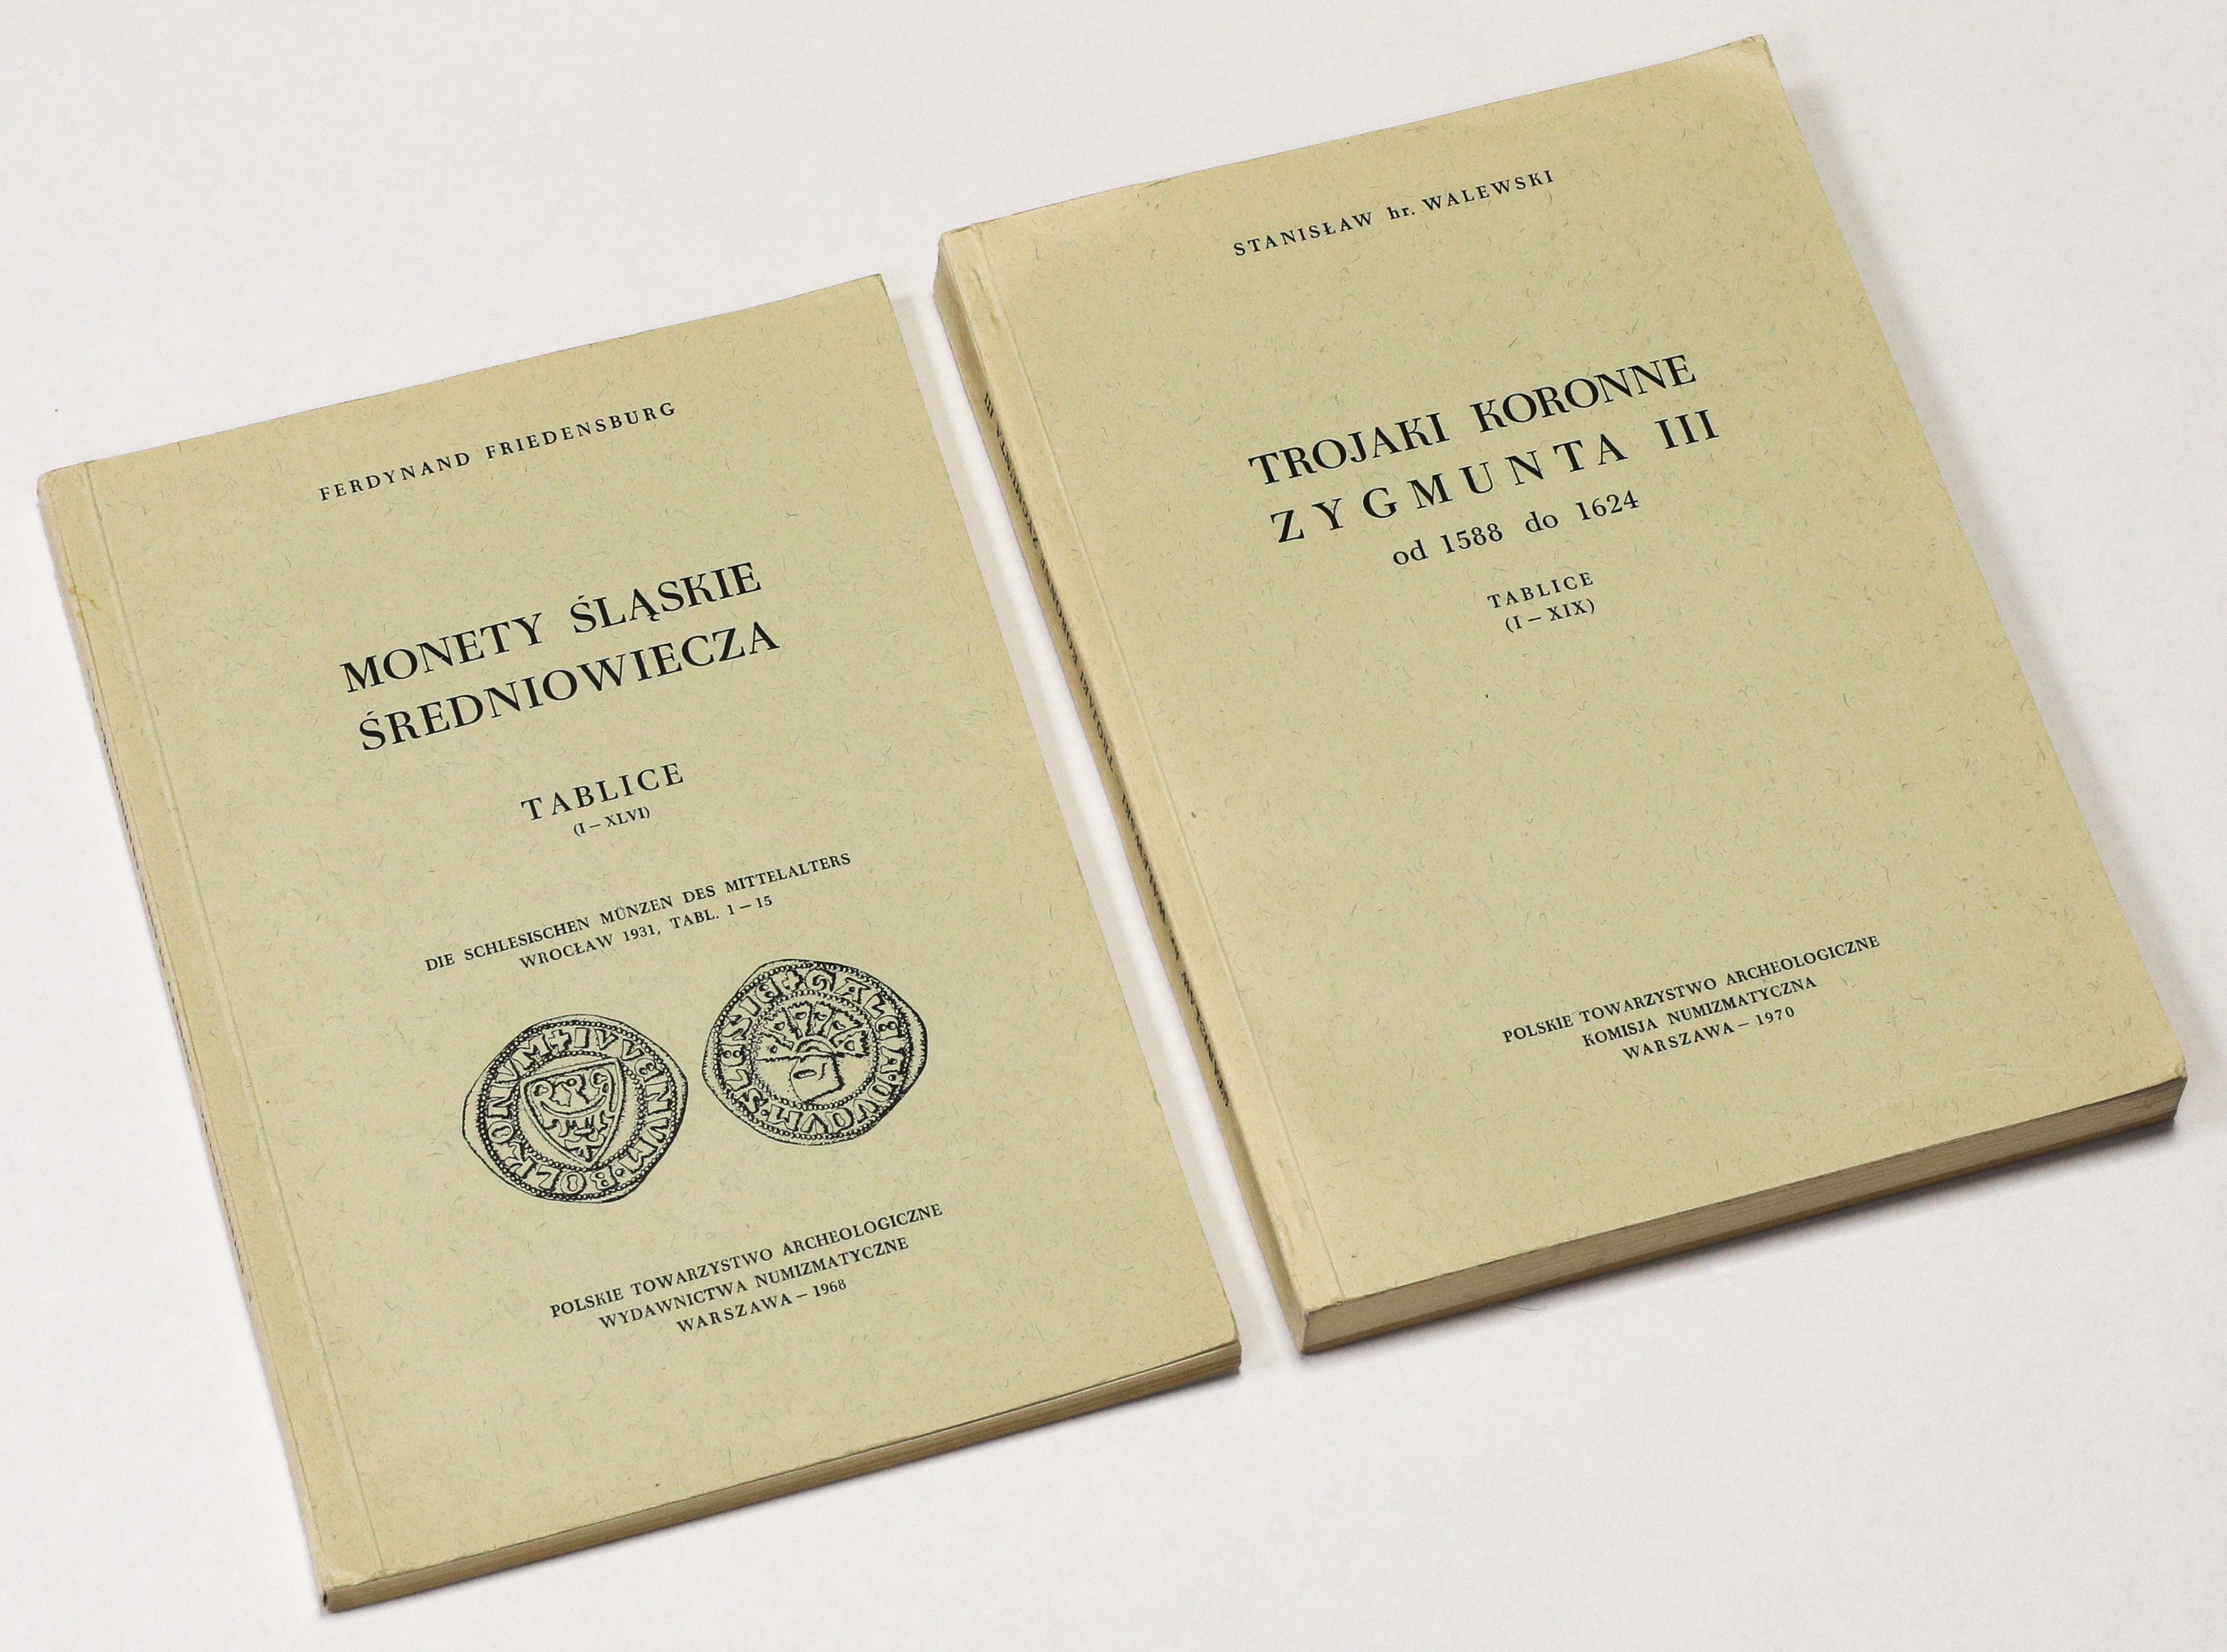 FERDYNAND FRIEDENSBURG
MONETY ŚLĄSKIE
ŚREDNIOWIECZA
TABLICE
(I – XLVI)
DIE SCHLESISCHEN MÜNZEN DES MITTELALTERS
WROCŁAW 1931, TABL. 1 – 15
POLSKIE TOWARZYSTWO ARCHEOLOGICZNE
WYDAWNICTWA NUMIZMATYCZNE
WARSZAWA – 1968
STANISŁAW hr. WALEWSKI
TROJAKI KORONNE
ZYGMUNTA III
od 1588 do 1624
TABLICE
(I – XIX)
POLSKIE TOWARZYSTWO ARCHEOLOGICZNE
KOMISJA NUMIZMATYCZNA
WARSZAWA – 1970